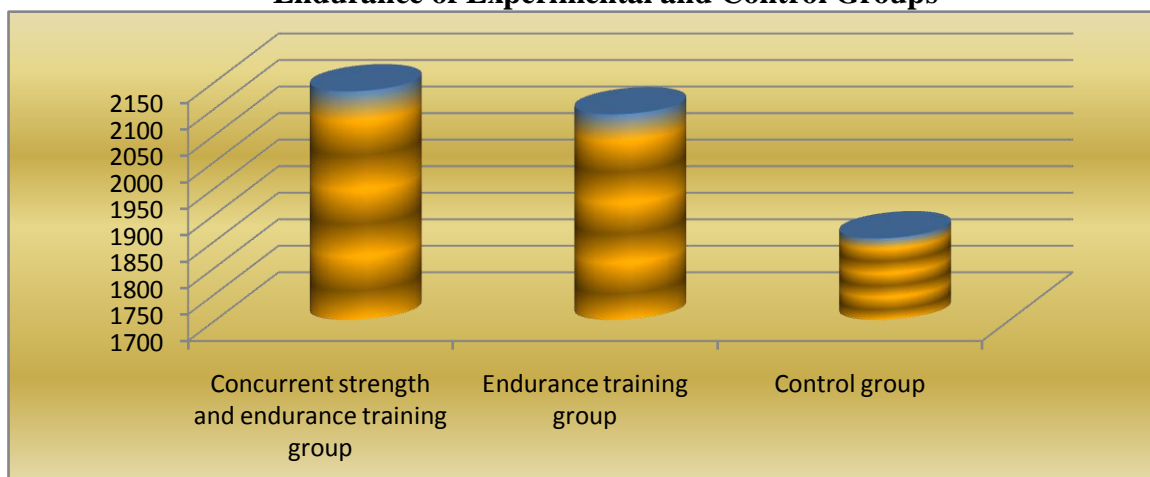 Endurance of Experimental and Control Groups
2150
2100
2050
2000
1950
1900
1850
1800
1750
1700
Concurrent strength
and endurance training
group
Endurance training
group
Control group